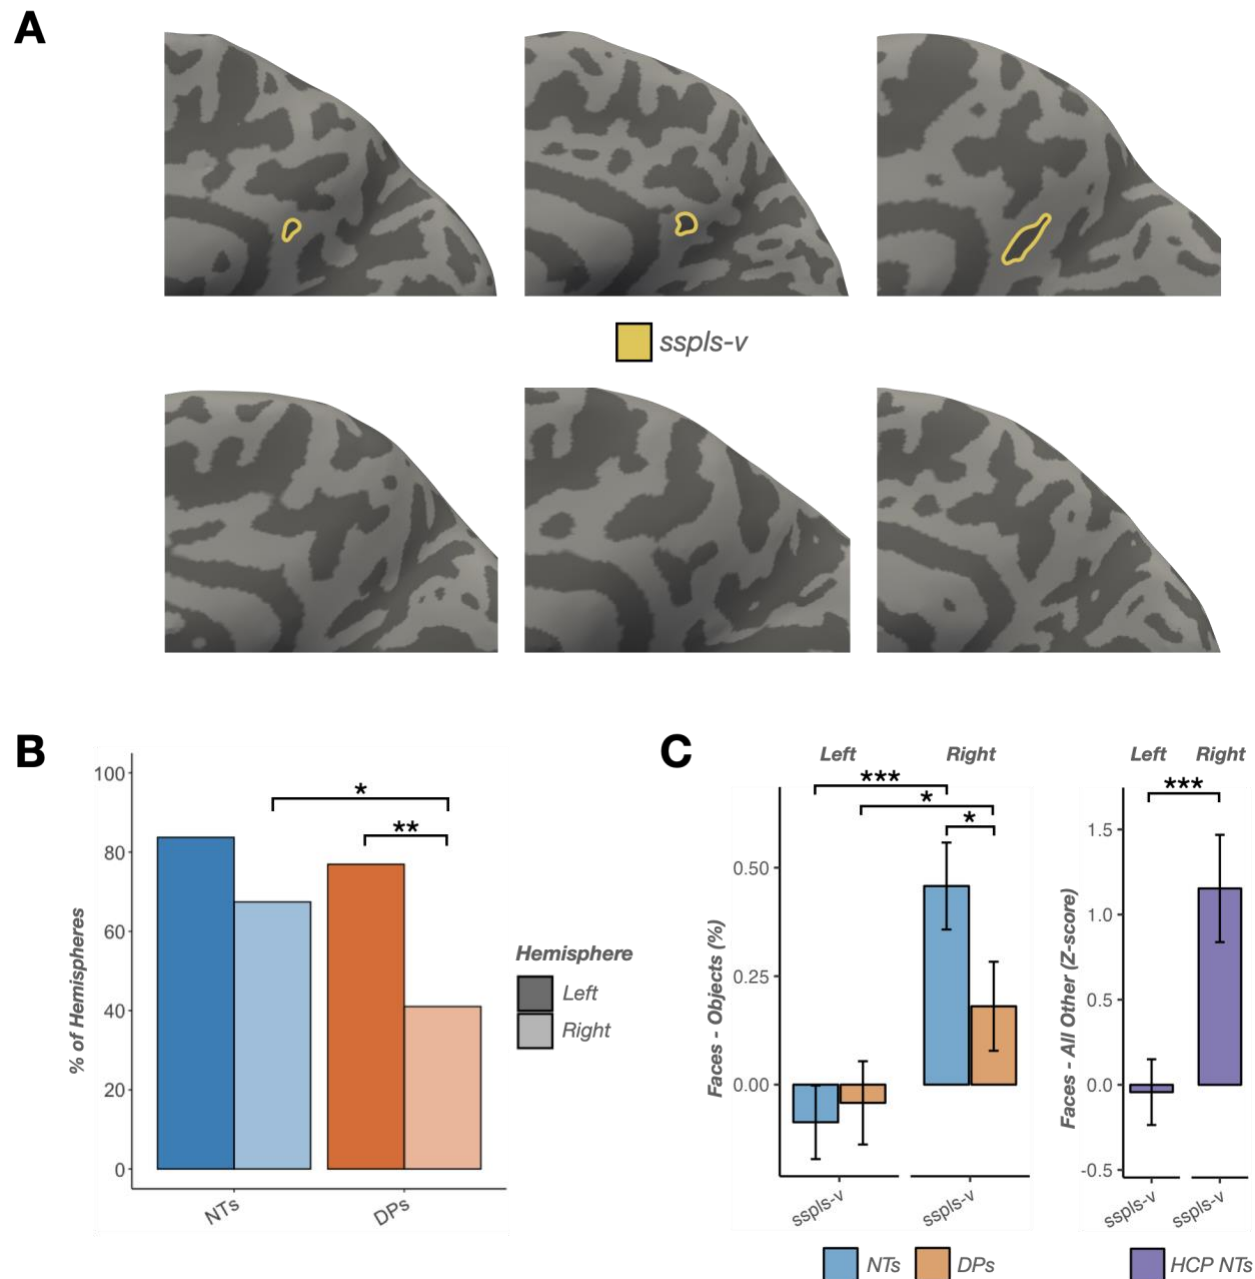 A
sspls-v
B
% of Hemispheres
100
80
60
40
20
0
*
**
NTs
DPs
Hemisphere
Left
Right
C
Left
Right
***
*
*
Faces - Objects (%)
0.50
0.25
0.00
sspls-v
sspls-v
NTs
DPs
Left
Right
***
Faces - All Other (Z-score)
1.5
1.0
0.5
0.0
-0.5
sspls-v
sspls-v
HCP NTs